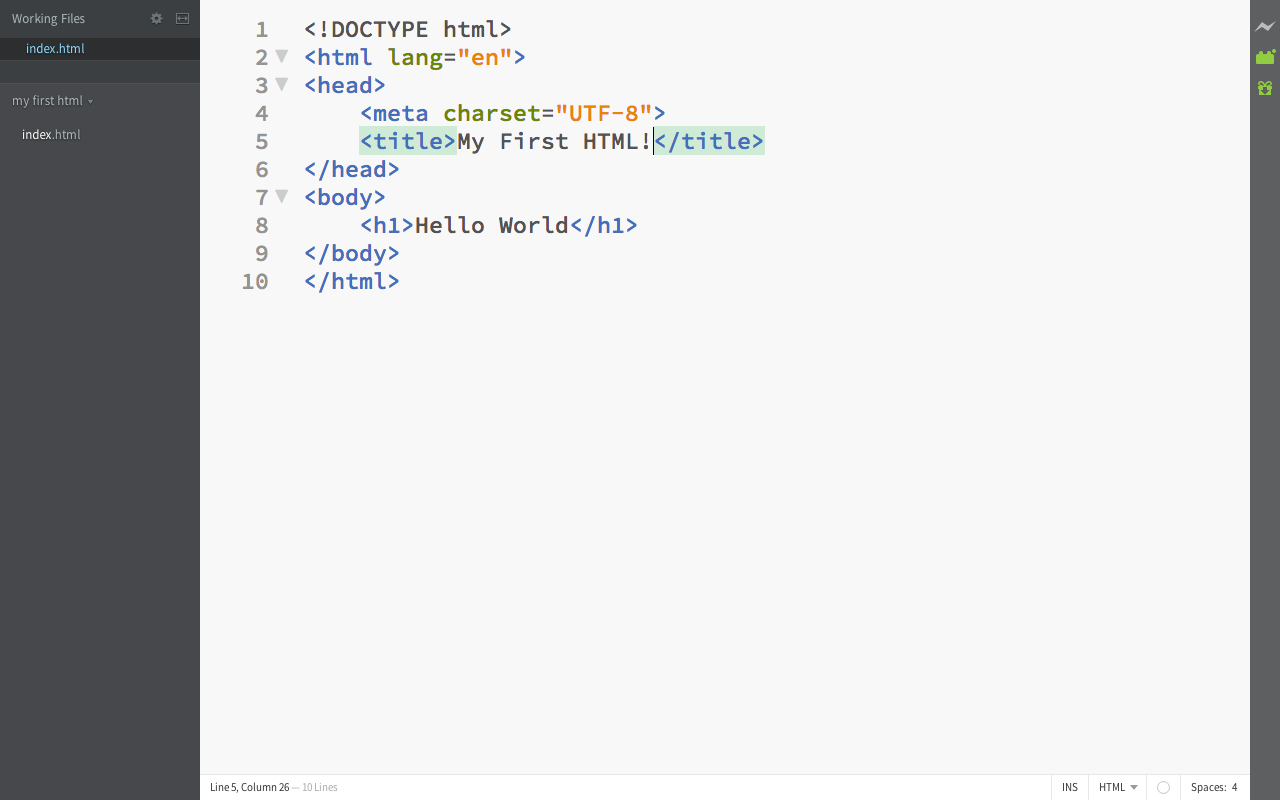 Working Files
index.html
my first html
index.html
1 <!DOCTYPE html>
2 <html lang="en">
3 <head>
4     <meta charset="UTF-8">
5     <title>My First HTML!</title>
6 </head>
7 <body>
8     <h1>Hello World</h1>
9 </body>
10 </html>
Line 5, Column 26 — 10 Lines
INS HTML Spaces: 4